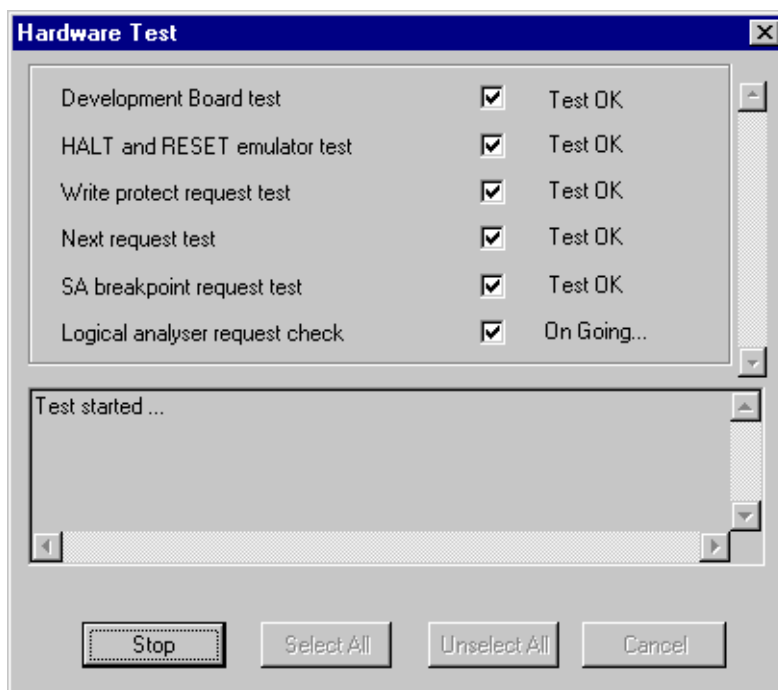 Hardware Test
Development Board test Test OK
HALT and RESET emulator test Test OK
Write protect request test Test OK
Next request test Test OK
SA breakpoint request test Test OK
Logical analyser request check On Going...
Test started ...
Stop Select All Unselect All Cancel